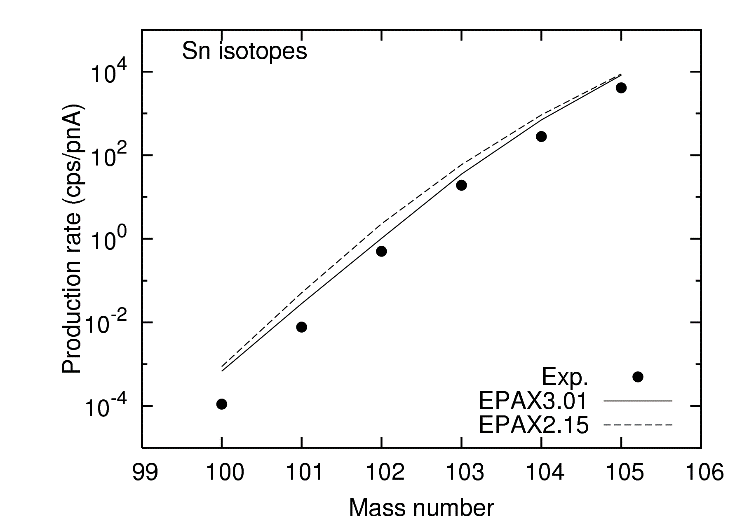 Sn isotopes
10^4
10^2
10^0
10^-2
10^-4
Production rate (cps/pnA)
Exp.
EPAX3.01
EPAX2.15
99 100 101 102 103 104 105 106
Mass number